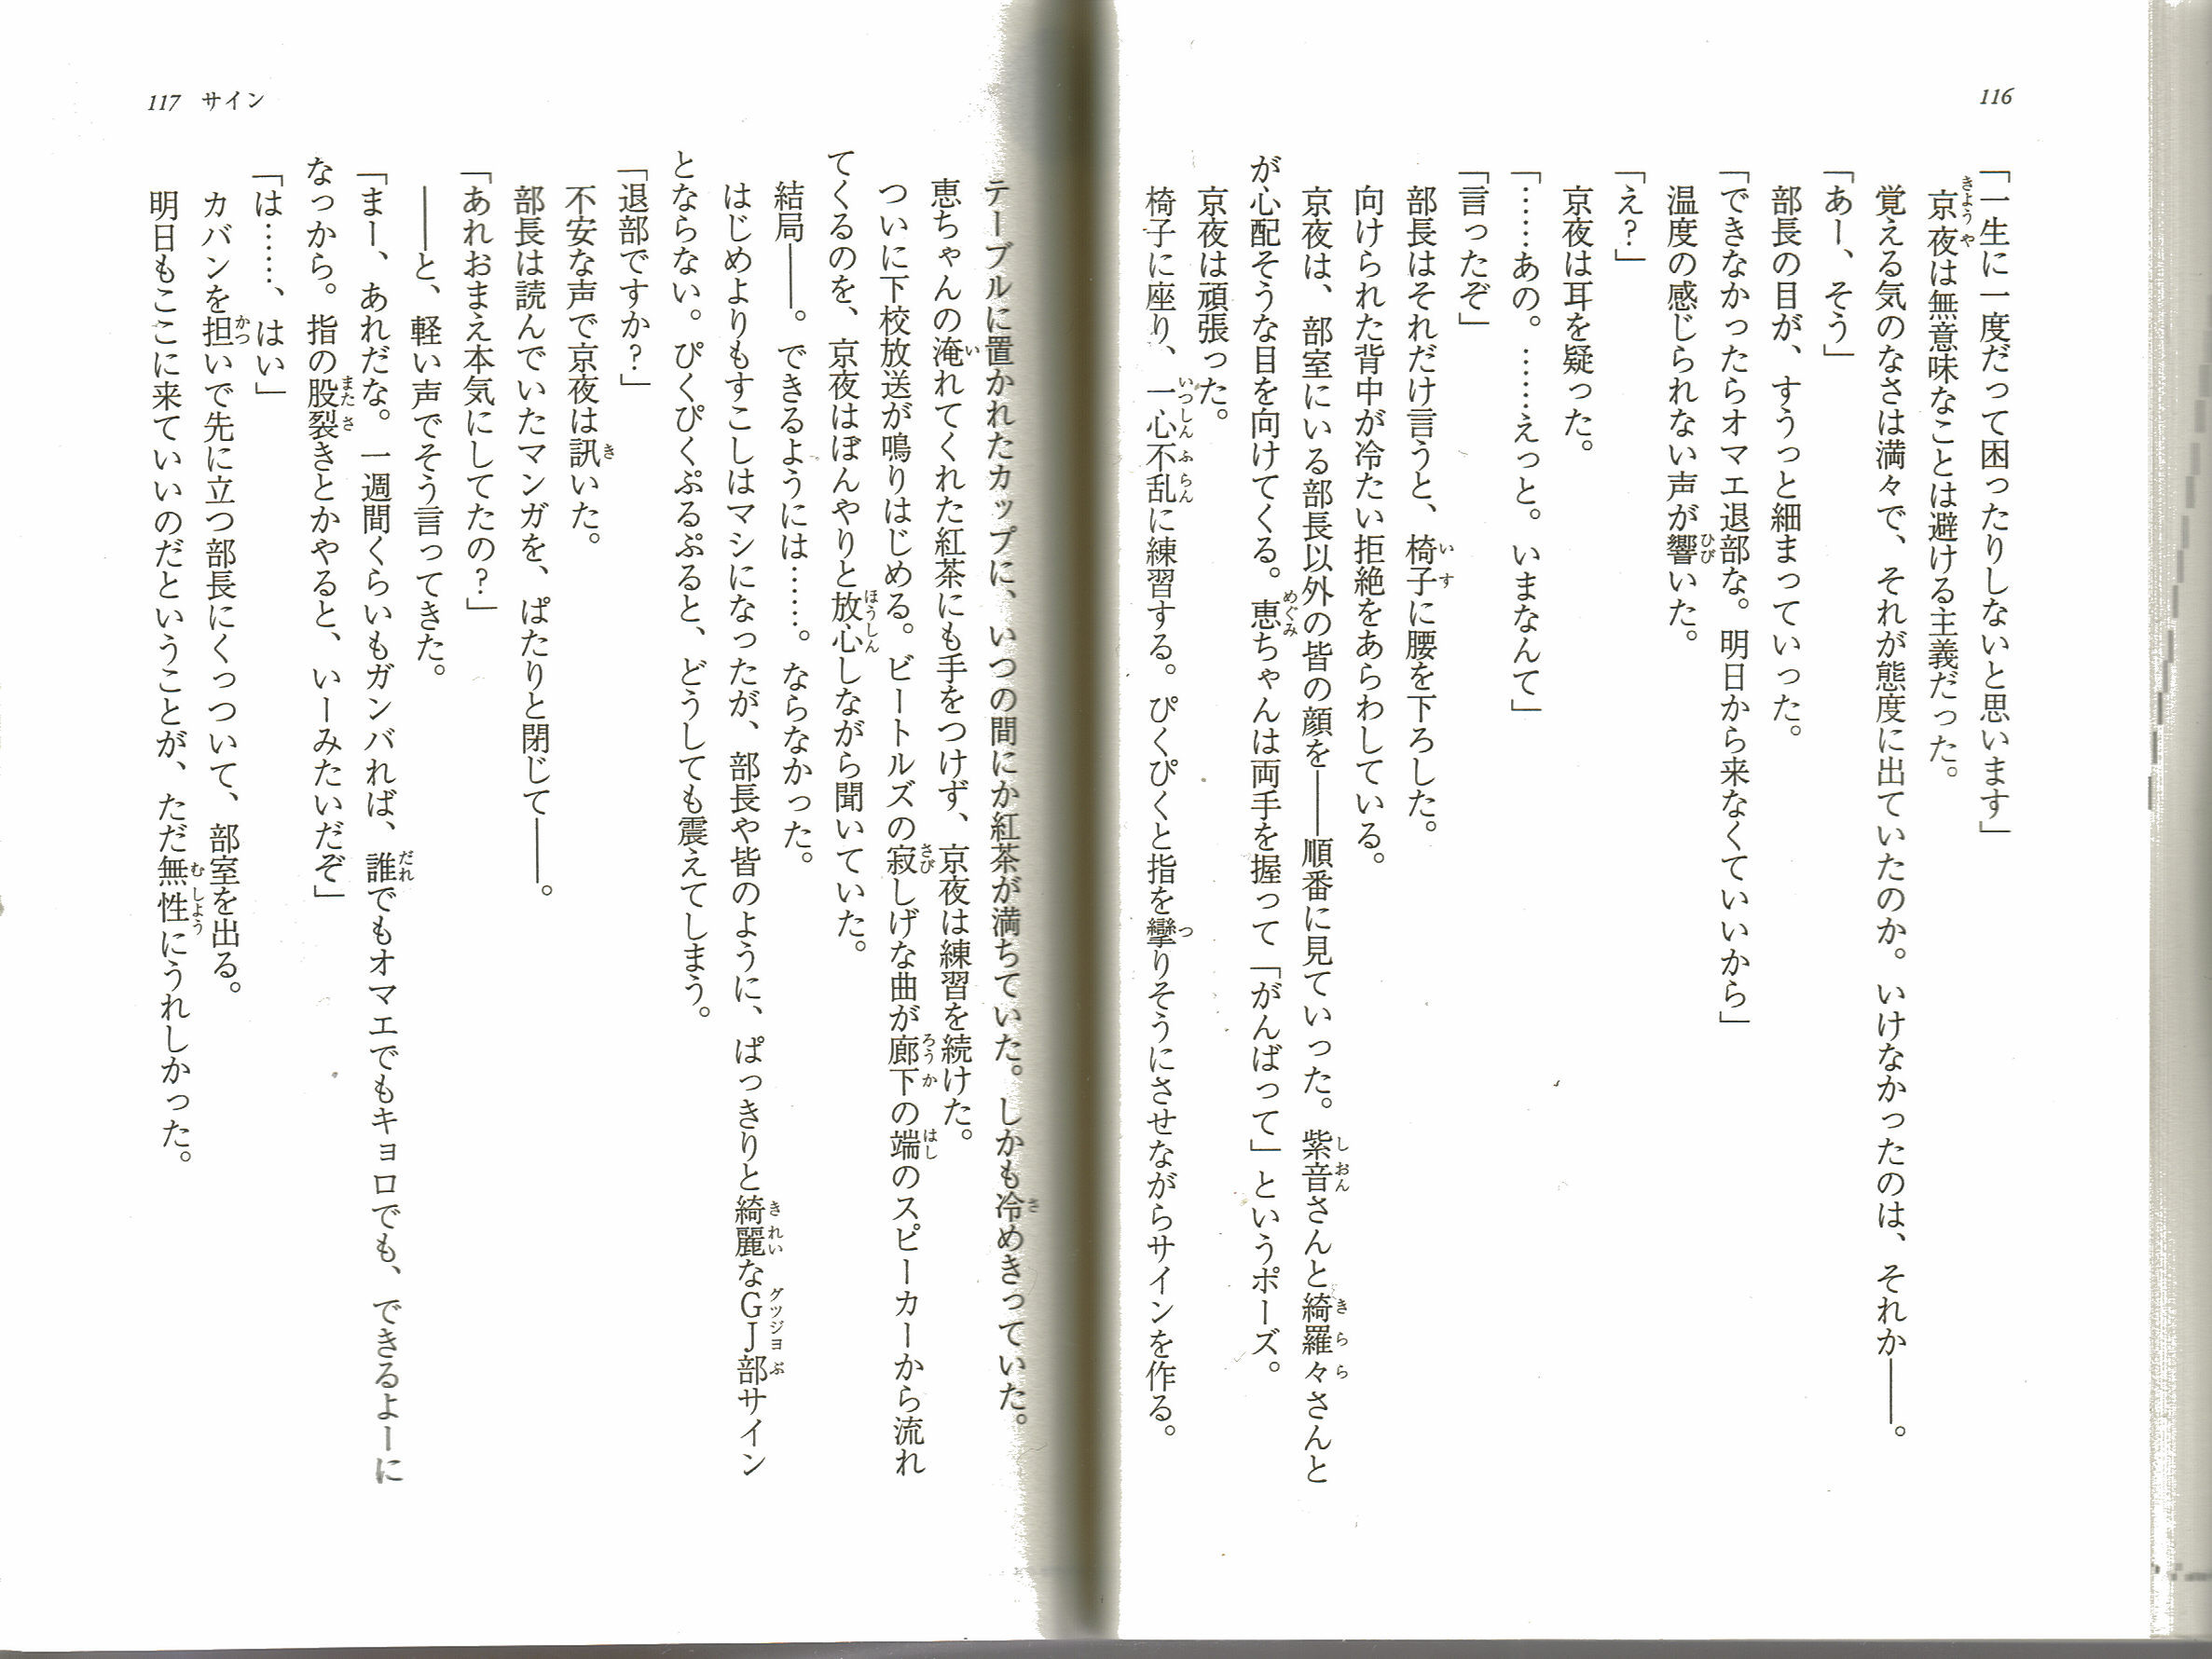 116
「一生に一度だって困ったりしないと思います」
京夜は無意味なことは避ける主義だった。
覚える気のなさは満々で、それが態度に出ていたのか。いけなかったのは、それか――。
「あー、そう」
部長の目が、すうっと細まっていった。
「できなかったらオマエ退部な。明日から来なくていいから」
温度の感じられない声が響いた。
「え？」
京夜は耳を疑った。
「……あの。……えっと。いまなんて」
「言ったぞ」
部長はそれだけ言うと、椅子に腰を下ろした。
向けられた背中が冷たい拒絶をあらわしている。
京夜は、部室にいる部長以外の皆の顔を――順番に見ていった。紫音さんと綺羅々さんと
が心配そうな目を向けてくる。恵ちゃんは両手を握って「がんばって」というポーズ。
京夜は頑張った。
椅子に座り、一心不乱に練習する。ぴくぴくと指を攣りそうにさせながらサインを作る。
117 サイン
テーブルに置かれたカップに、いつの間にか紅茶が満ちていた。しかも冷めきっていた。
恵ちゃんの淹れてくれた紅茶にも手をつけず、京夜は練習を続けた。
ついに下校放送が鳴りはじめる。ビートルズの寂しげな曲が廊下の端のスピーカーから流れ
てくるのを、京夜はぼんやりと放心しながら聞いていた。
結局――。できるようには……。ならなかった。
はじめよりもすこしはマシになったが、部長や皆のように、ぱっきりと綺麗なＧＪ部サイン
とならない。ぴくぴくぷるぷると、どうしても震えてしまう。
「退部ですか？」
不安な声で京夜は訊いた。
部長は読んでいたマンガを、ぱたりと閉じて――。
「あれおまえ本気にしてたの？」
――と、軽い声でそう言ってきた。
「まー、あれだな。一週間くらいもガンバれば、誰でもオマエでもキョロでも、できるよーに
なっから。指の股裂きとかやると、いーみたいだぞ」
「は……、はい」
カバンを担いで先に立つ部長にくっついて、部室を出る。
明日もここに来ていいのだということが、ただ無性にうれしかった。